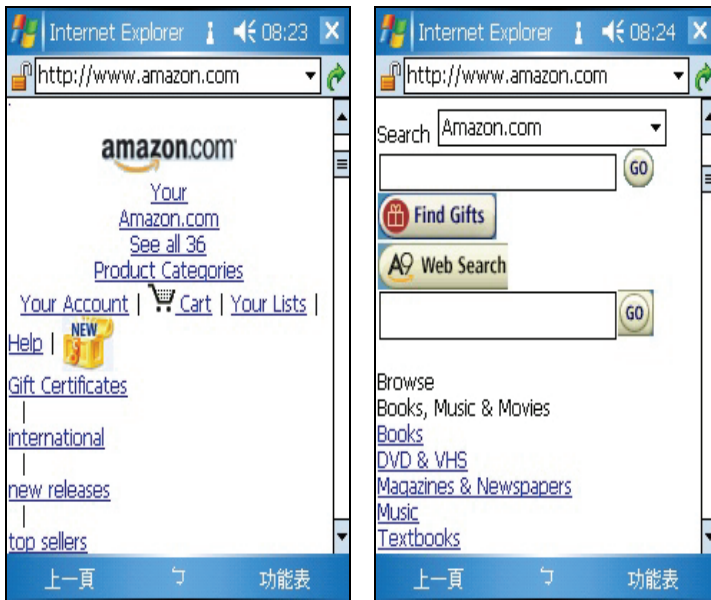 Internet Explorer 08:23
http://www.amazon.com
amazon.com
Your
Amazon.com
See all 36
Product Categories
Your Account | Cart | Your Lists |
Help | NEW
Gift Certificates
|
international
|
new releases
|
top sellers
上一頁 ㄅ 功能表
Internet Explorer 08:24
http://www.amazon.com
Search Amazon.com
GO
Find Gifts
A9 Web Search
GO
Browse
Books, Music & Movies
Books
DVD & VHS
Magazines & Newspapers
Music
Textbooks
上一頁 ㄅ 功能表